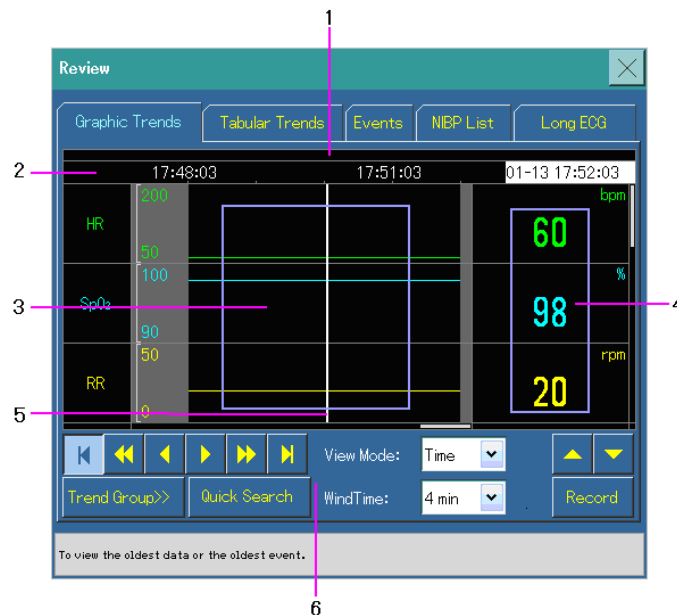 1
Review
Graphic Trends Tabular Trends Events NIBP List Long ECG
2
17:48:03 17:51:03 01-13 17:52:03
HR 200 50 bpm 60
3
SpO₂ 100 90 % 98
4
RR 50 0 rpm 20
5
View Mode: Time
Trend Group>> Quick Search WindTime: 4 min Record
To view the oldest data or the oldest event.
6